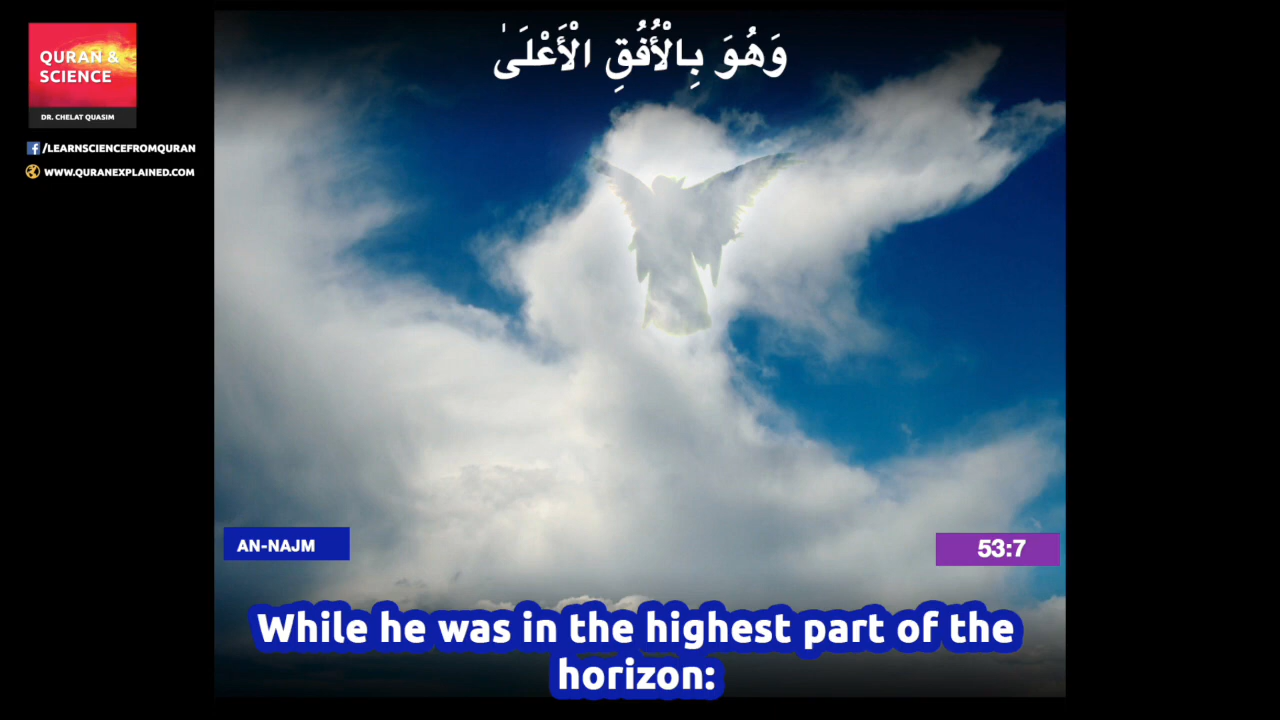 وَهُوَ بِالْأُفُقِ الْأَعْلَىٰ
QURAN &
SCIENCE
DR. CHELAT QUASIM
/LEARNSCIENCEFROMQURAN
WWW.QURANEXPLAINED.COM
AN-NAJM
53:7
While he was in the highest part of the
horizon: